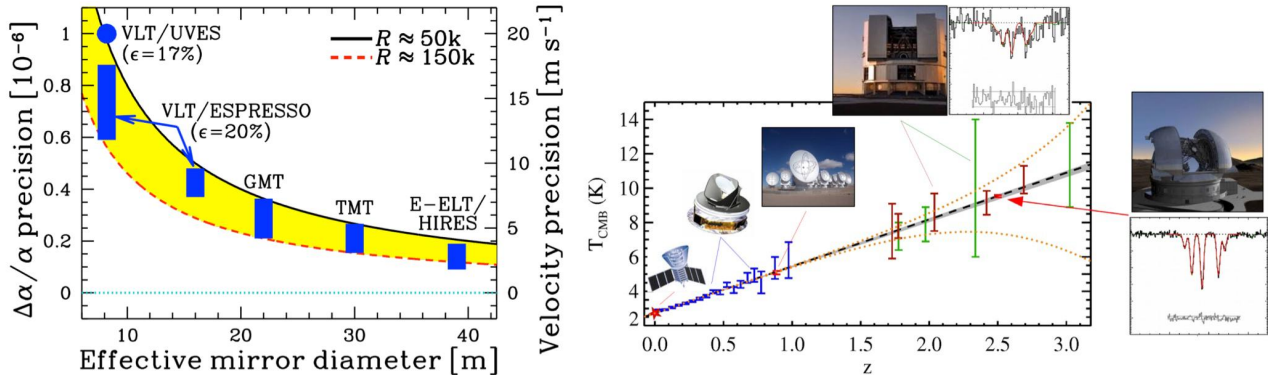 Δα/α precision [10⁻⁶]
1
0.8
0.6
0.4
0.2
0
VLT/UVES
(ϵ=17%)
R ≈ 50k
R ≈ 150k
VLT/ESPRESSO
(ϵ=20%)
GMT
TMT
E-ELT/
HIRES
10 20 30 40
Effective mirror diameter [m]
20
15
10
5
0
Velocity precision [m s⁻¹]
T_CMB (K)
14
12
10
8
6
4
2
0.0 0.5 1.0 1.5 2.0 2.5 3.0
z